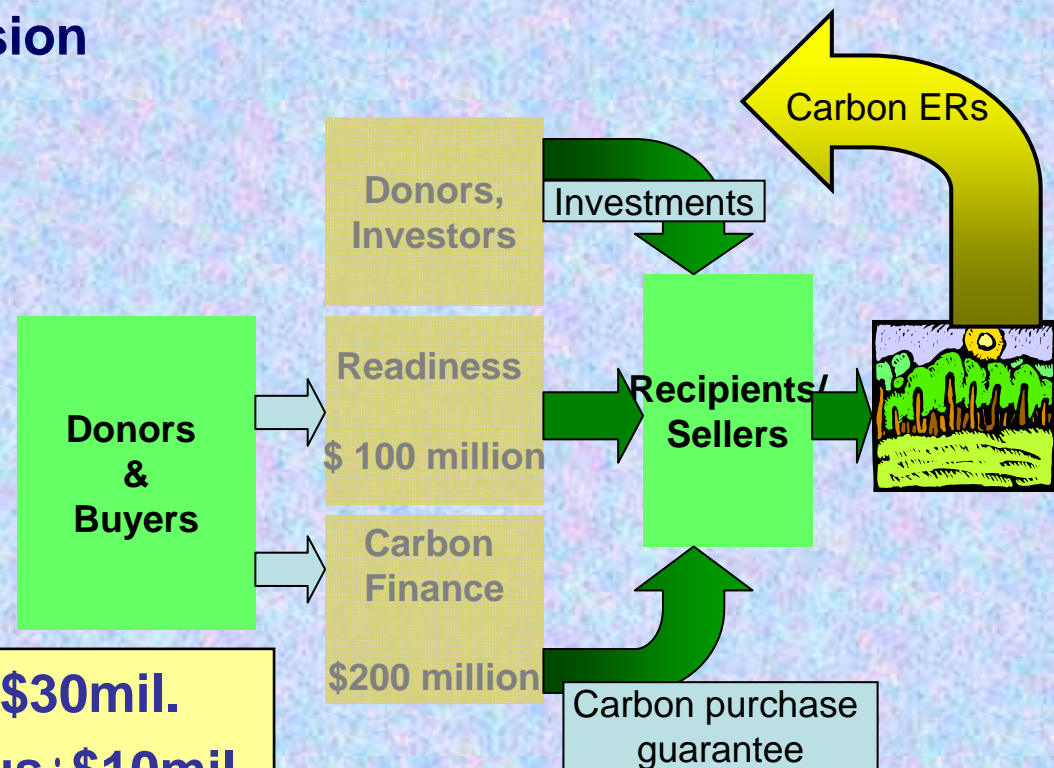 sion
Carbon ERs
Donors,
Investors
Investments
Readiness
$ 100 million
Recipients/
Sellers
Donors
&
Buyers
Carbon
Finance
$200 million
Carbon purchase
guarantee
$30mil.
$10mil